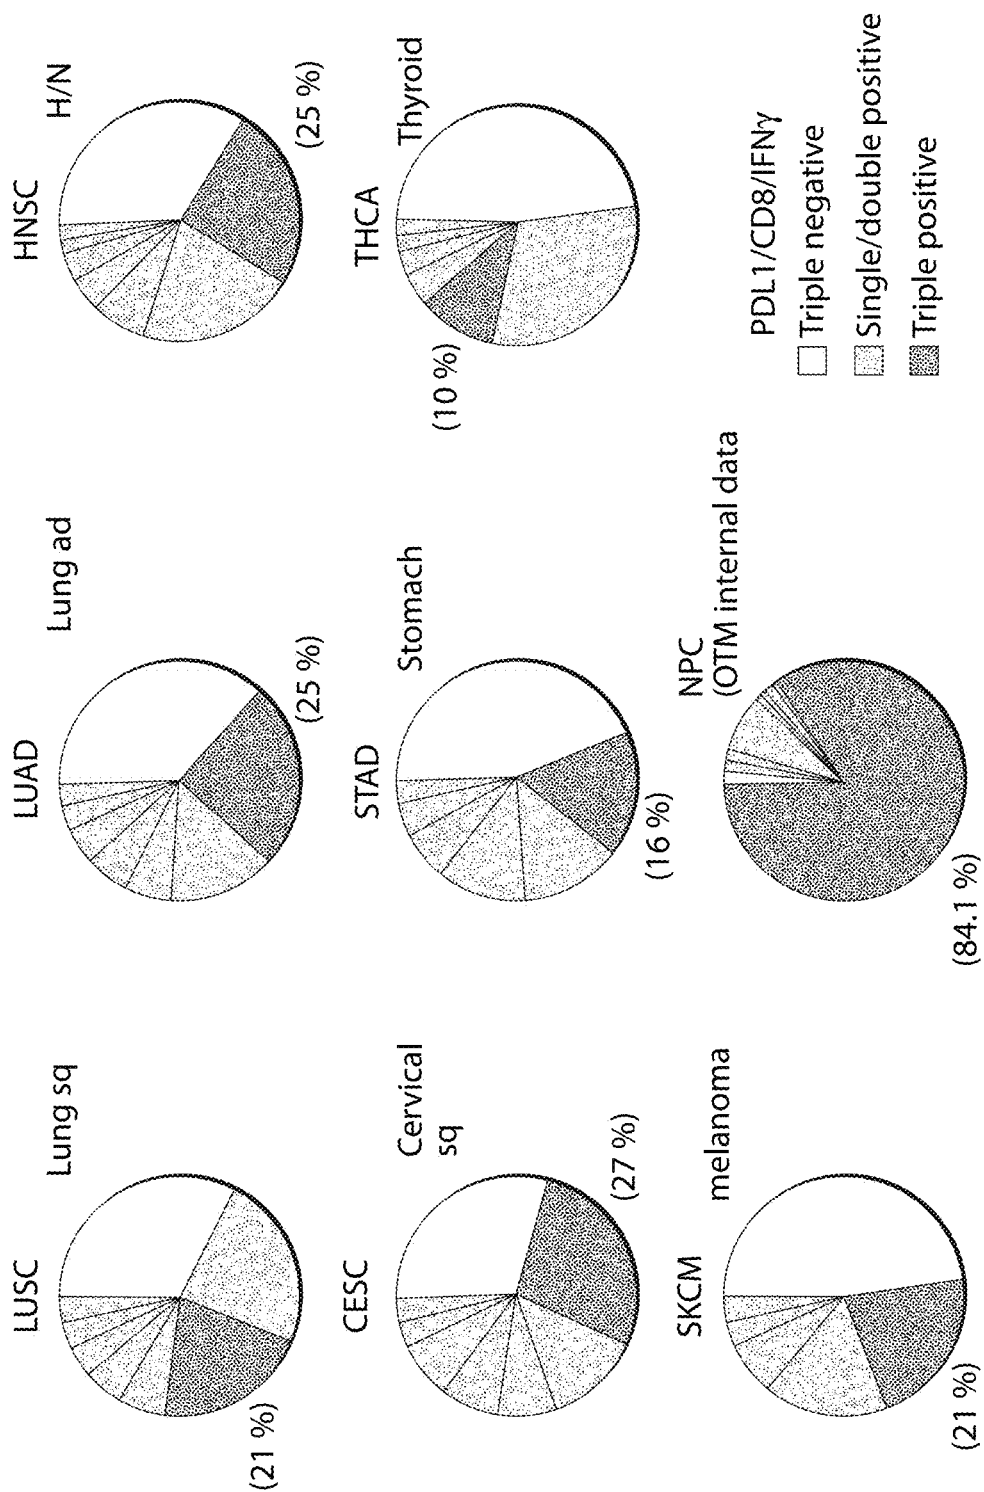 LUSC
Lung sq
(21 %)
LUAD
Lung ad
(25 %)
HNSC
H/N
(25 %)
CESC
Cervical
sq
(27 %)
STAD
Stomach
(16 %)
THCA
Thyroid
(10 %)
SKCM
melanoma
(21 %)
NPC
(OTM internal data
(84.1 %)
PDL1/CD8/IFNγ
Triple negative
Single/double positive
Triple positive